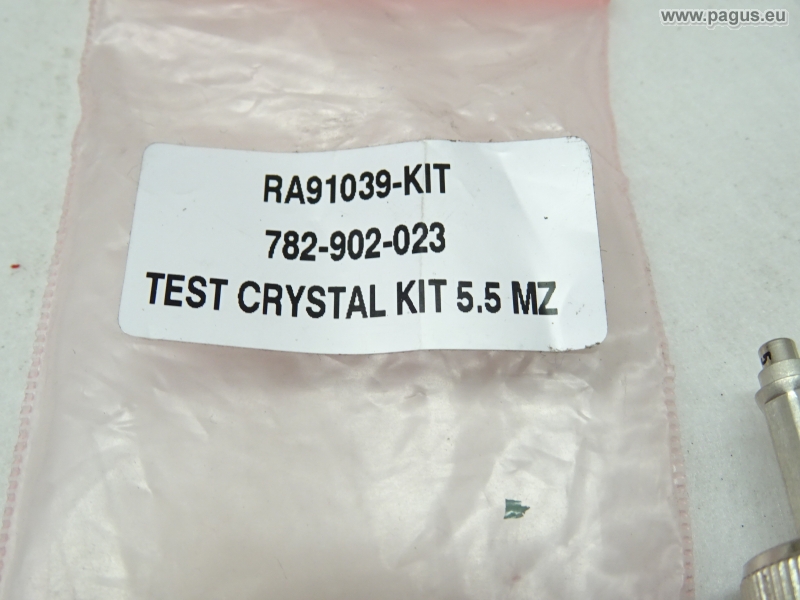 www.pagus.eu
RA91039-KIT
782-902-023
TEST CRYSTAL KIT 5.5 MZ